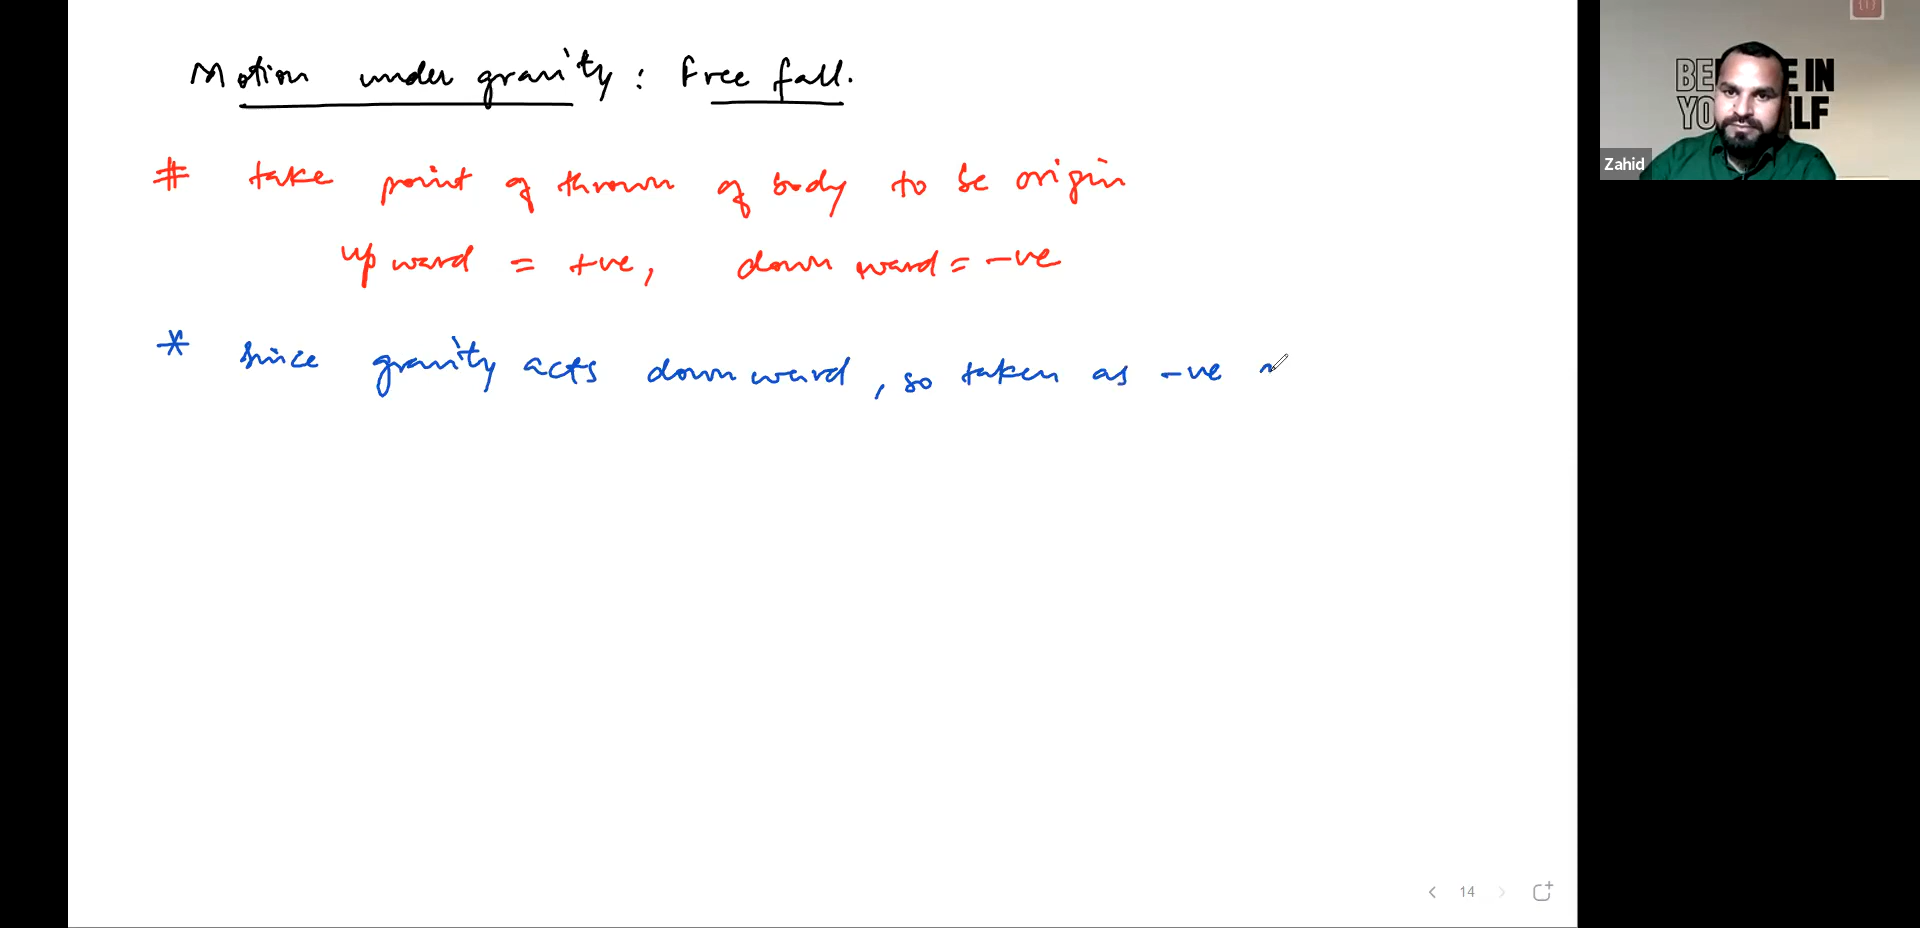 Motion under gravity : Free fall.
# take point of thrown of body to be origin
upward = +ve, downward = -ve
* Since gravity acts downward, so taken as -ve
Zahid
14